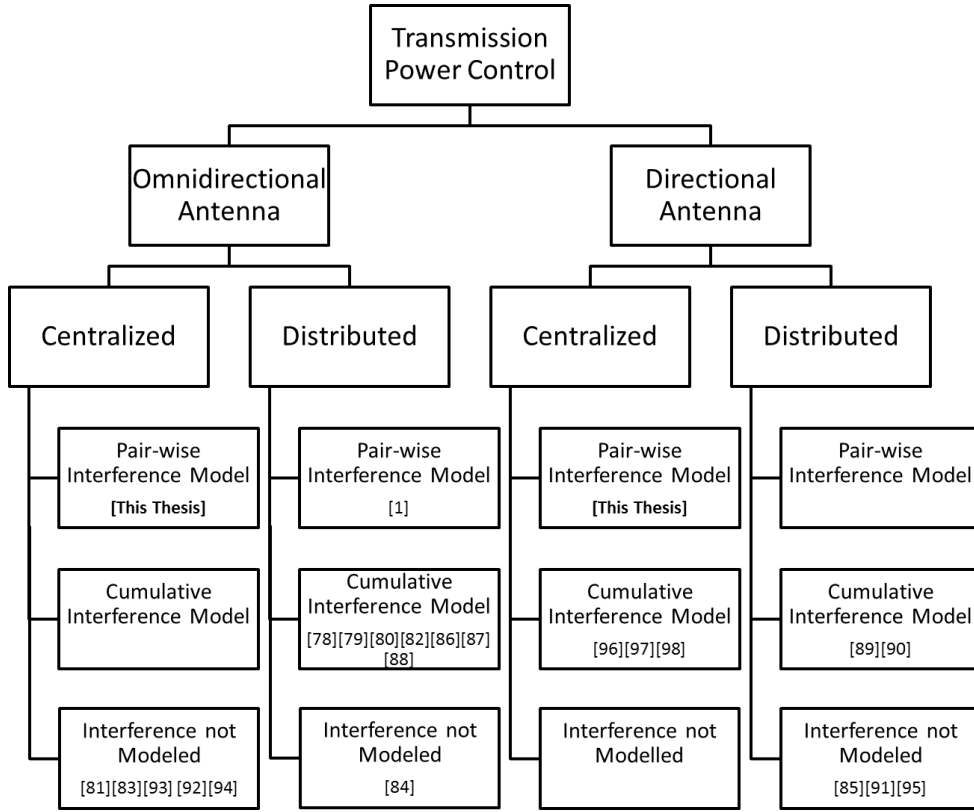 Transmission
Power Control
Omnidirectional
Antenna
Directional
Antenna
Centralized
Distributed
Centralized
Distributed
Pair-wise
Interference Model
[This Thesis]
Pair-wise
Interference Model
[1]
Pair-wise
Interference Model
[This Thesis]
Pair-wise
Interference Model
Cumulative
Interference Model
Cumulative
Interference Model
[78][79][80][82][86][87]
[88]
Cumulative
Interference Model
[96][97][98]
Cumulative
Interference Model
[89][90]
Interference not
Modeled
[81][83][93] [92][94]
Interference not
Modeled
[84]
Interference not
Modelled
Interference not
Modeled
[85][91][95]